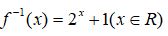 f⁻¹(x) = 2ˣ + 1(x ∈ R)